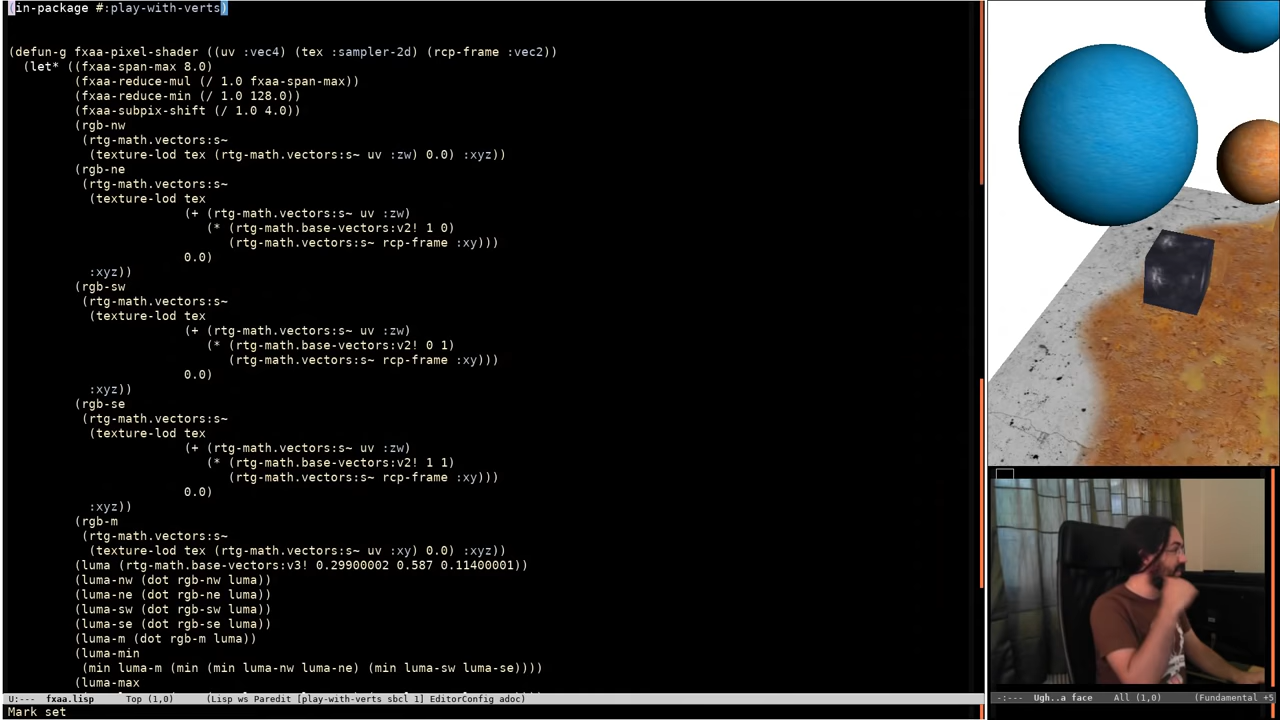 (in-package #:play-with-verts)
(defun-g fxaa-pixel-shader ((uv :vec4) (tex :sampler-2d) (rcp-frame :vec2))
(let* ((fxaa-span-max 8.0)
(fxaa-reduce-mul (/ 1.0 fxaa-span-max))
(fxaa-reduce-min (/ 1.0 128.0))
(fxaa-subpix-shift (/ 1.0 4.0))
(rgb-nw
(rtg-math.vectors:s~
(texture-lod tex (rtg-math.vectors:s~ uv :zw) 0.0) :xyz))
(rgb-ne
(rtg-math.vectors:s~
(texture-lod tex
(+ (rtg-math.vectors:s~ uv :zw)
(* (rtg-math.base-vectors:v2! 1 0)
(rtg-math.vectors:s~ rcp-frame :xy)))
0.0)
:xyz))
(rgb-sw
(rtg-math.vectors:s~
(texture-lod tex
(+ (rtg-math.vectors:s~ uv :zw)
(* (rtg-math.base-vectors:v2! 0 1)
(rtg-math.vectors:s~ rcp-frame :xy)))
0.0)
:xyz))
(rgb-se
(rtg-math.vectors:s~
(texture-lod tex
(+ (rtg-math.vectors:s~ uv :zw)
(* (rtg-math.base-vectors:v2! 1 1)
(rtg-math.vectors:s~ rcp-frame :xy)))
0.0)
:xyz))
(rgb-m
(rtg-math.vectors:s~
(texture-lod tex (rtg-math.vectors:s~ uv :xy) 0.0) :xyz))
(luma (rtg-math.base-vectors:v3! 0.29900002 0.587 0.11400001))
(luma-nw (dot rgb-nw luma))
(luma-ne (dot rgb-ne luma))
(luma-sw (dot rgb-sw luma))
(luma-se (dot rgb-se luma))
(luma-m (dot rgb-m luma))
(luma-min
(min luma-m (min (min luma-nw luma-ne) (min luma-sw luma-se))))
(luma-max
U:--- fxaa.lisp Top (1,0) (Lisp ws Paredit [play-with-verts sbcl 1] EditorConfig adoc)
Mark set
-:--- Ugh..a face All (1,0) (Fundamental +5